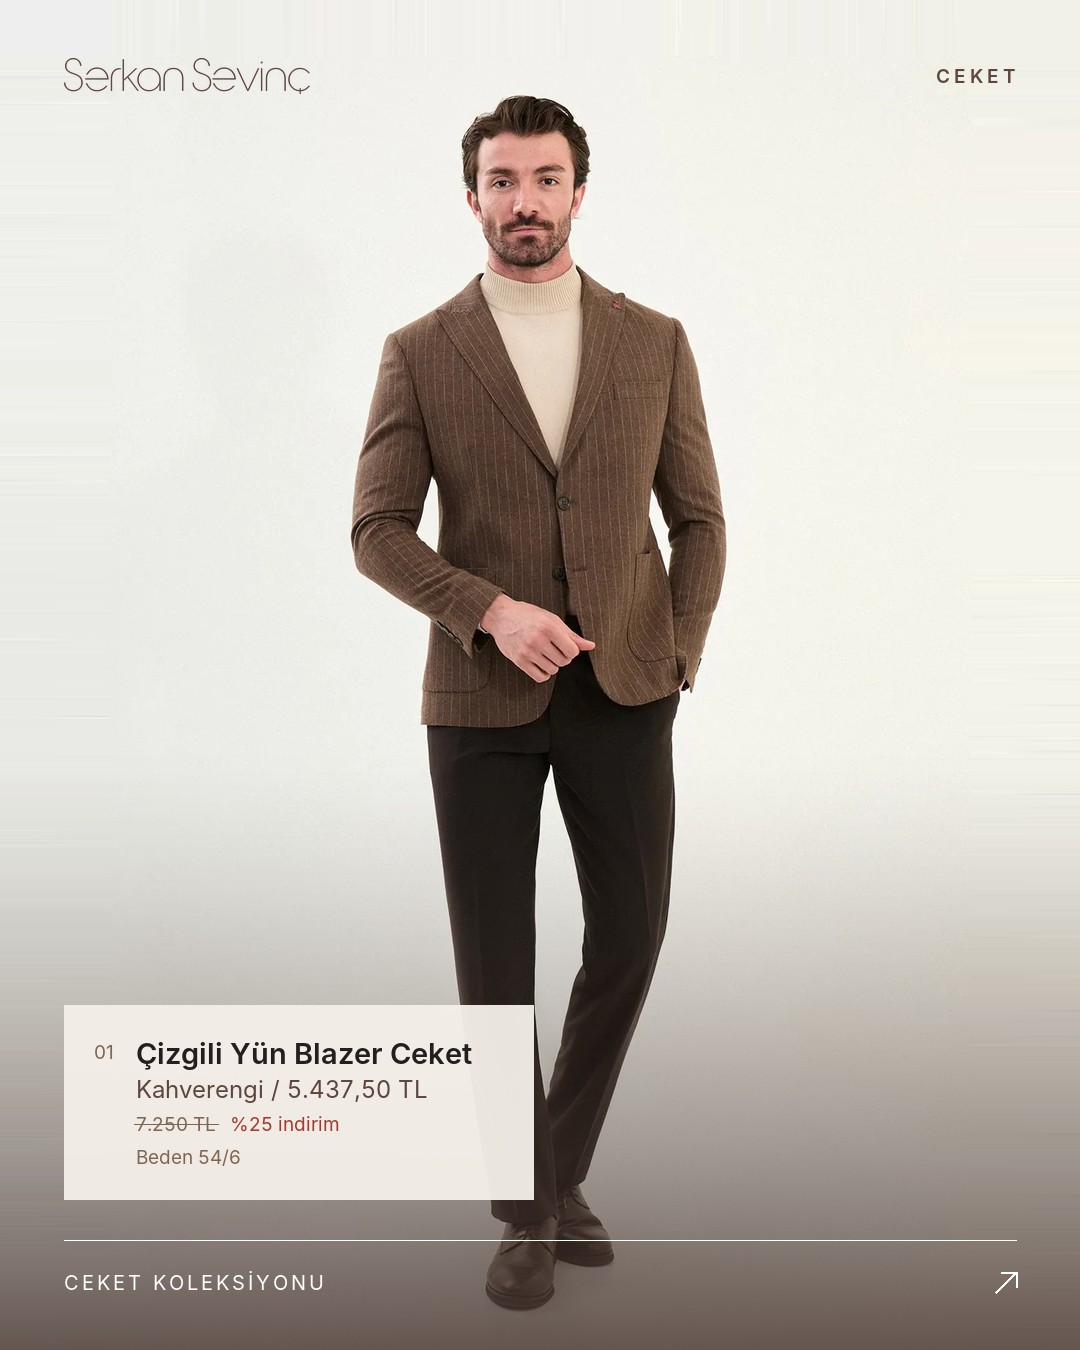 Serkan Sevinç
CEKET
01
Çizgili Yün Blazer Ceket
Kahverengi / 5.437,50 TL
7.250 TL %25 indirim
Beden 54/6
CEKET KOLEKSİYONU